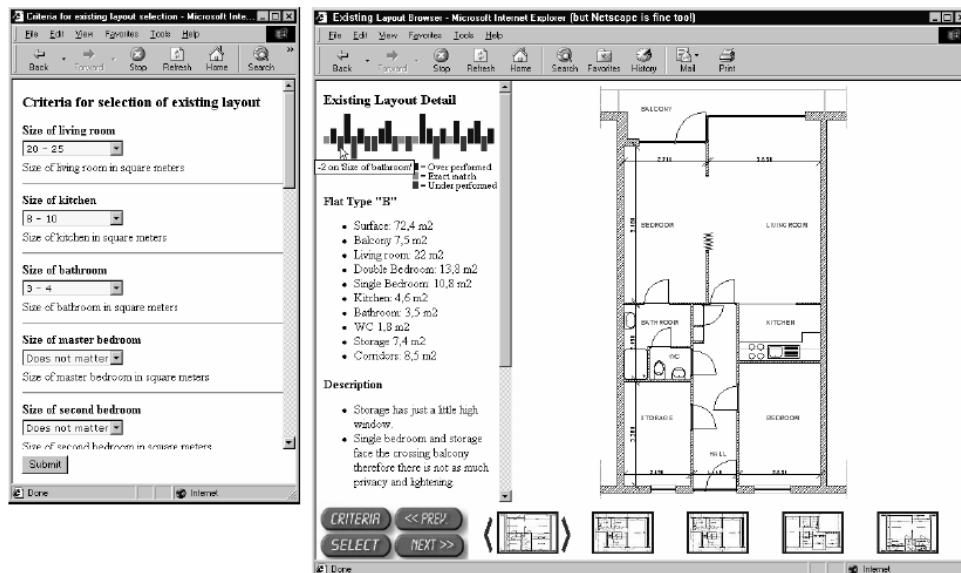 Criteria for existing layout selection - Microsoft Inte...
File Edit View Favorites Tools Help
Back Forward Stop Refresh Home Search »
Criteria for selection of existing layout
Size of living room
20 - 25
Size of living room in square meters
Size of kitchen
8 - 10
Size of kitchen in square meters
Size of bathroom
3 - 4
Size of bathroom in square meters
Size of master bedroom
Does not matter
Size of master bedroom in square meters
Size of second bedroom
Does not matter
Size of second bedroom in square meters
Submit
Done Internet
Existing Layout Browser - Microsoft Internet Explorer (but Netscape is fine too!)
File Edit View Favorites Tools Help
Back Forward Stop Refresh Home Search Favorites History Mail Print
Existing Layout Detail
-2 on 'Size of bathroom'
= Over performed
= Exact match
= Under performed
Flat Type "B"
• Surface: 72,4 m2
• Balcony 7,5 m2
• Living room: 22 m2
• Double Bedroom: 13,8 m2
• Single Bedroom: 10,8 m2
• Kitchen: 4,6 m2
• Bathroom: 3,5 m2
• WC 1,8 m2
• Storage 7,4 m2
• Corridors: 8,5 m2
Description
• Storage has just a little high
window.
• Single bedroom and storage
face the crossing balcony
therefore there is not as much
privacy and lightening.
BALCONY
BEDROOM
LIVING ROOM
BATHROOM
KITCHEN
WC
STORAGE
BEDROOM
HALL
CRITERIA << PREV.
SELECT NEXT >>
Done Internet